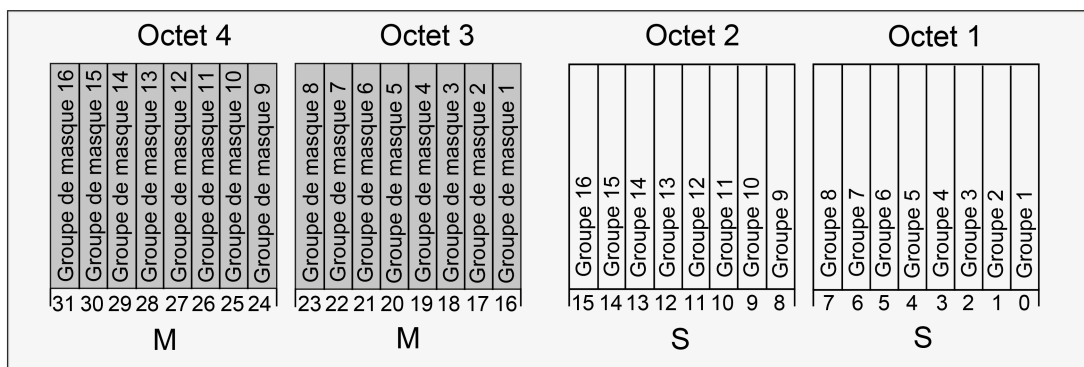 Octet 4 Octet 3 Octet 2 Octet 1
Groupe de masque 16
Groupe de masque 15
Groupe de masque 14
Groupe de masque 13
Groupe de masque 12
Groupe de masque 11
Groupe de masque 10
Groupe de masque 9
Groupe de masque 8
Groupe de masque 7
Groupe de masque 6
Groupe de masque 5
Groupe de masque 4
Groupe de masque 3
Groupe de masque 2
Groupe de masque 1
Groupe 16
Groupe 15
Groupe 14
Groupe 13
Groupe 12
Groupe 11
Groupe 10
Groupe 9
Groupe 8
Groupe 7
Groupe 6
Groupe 5
Groupe 4
Groupe 3
Groupe 2
Groupe 1
31 30 29 28 27 26 25 24 23 22 21 20 19 18 17 16 15 14 13 12 11 10 9 8 7 6 5 4 3 2 1 0
M M S S